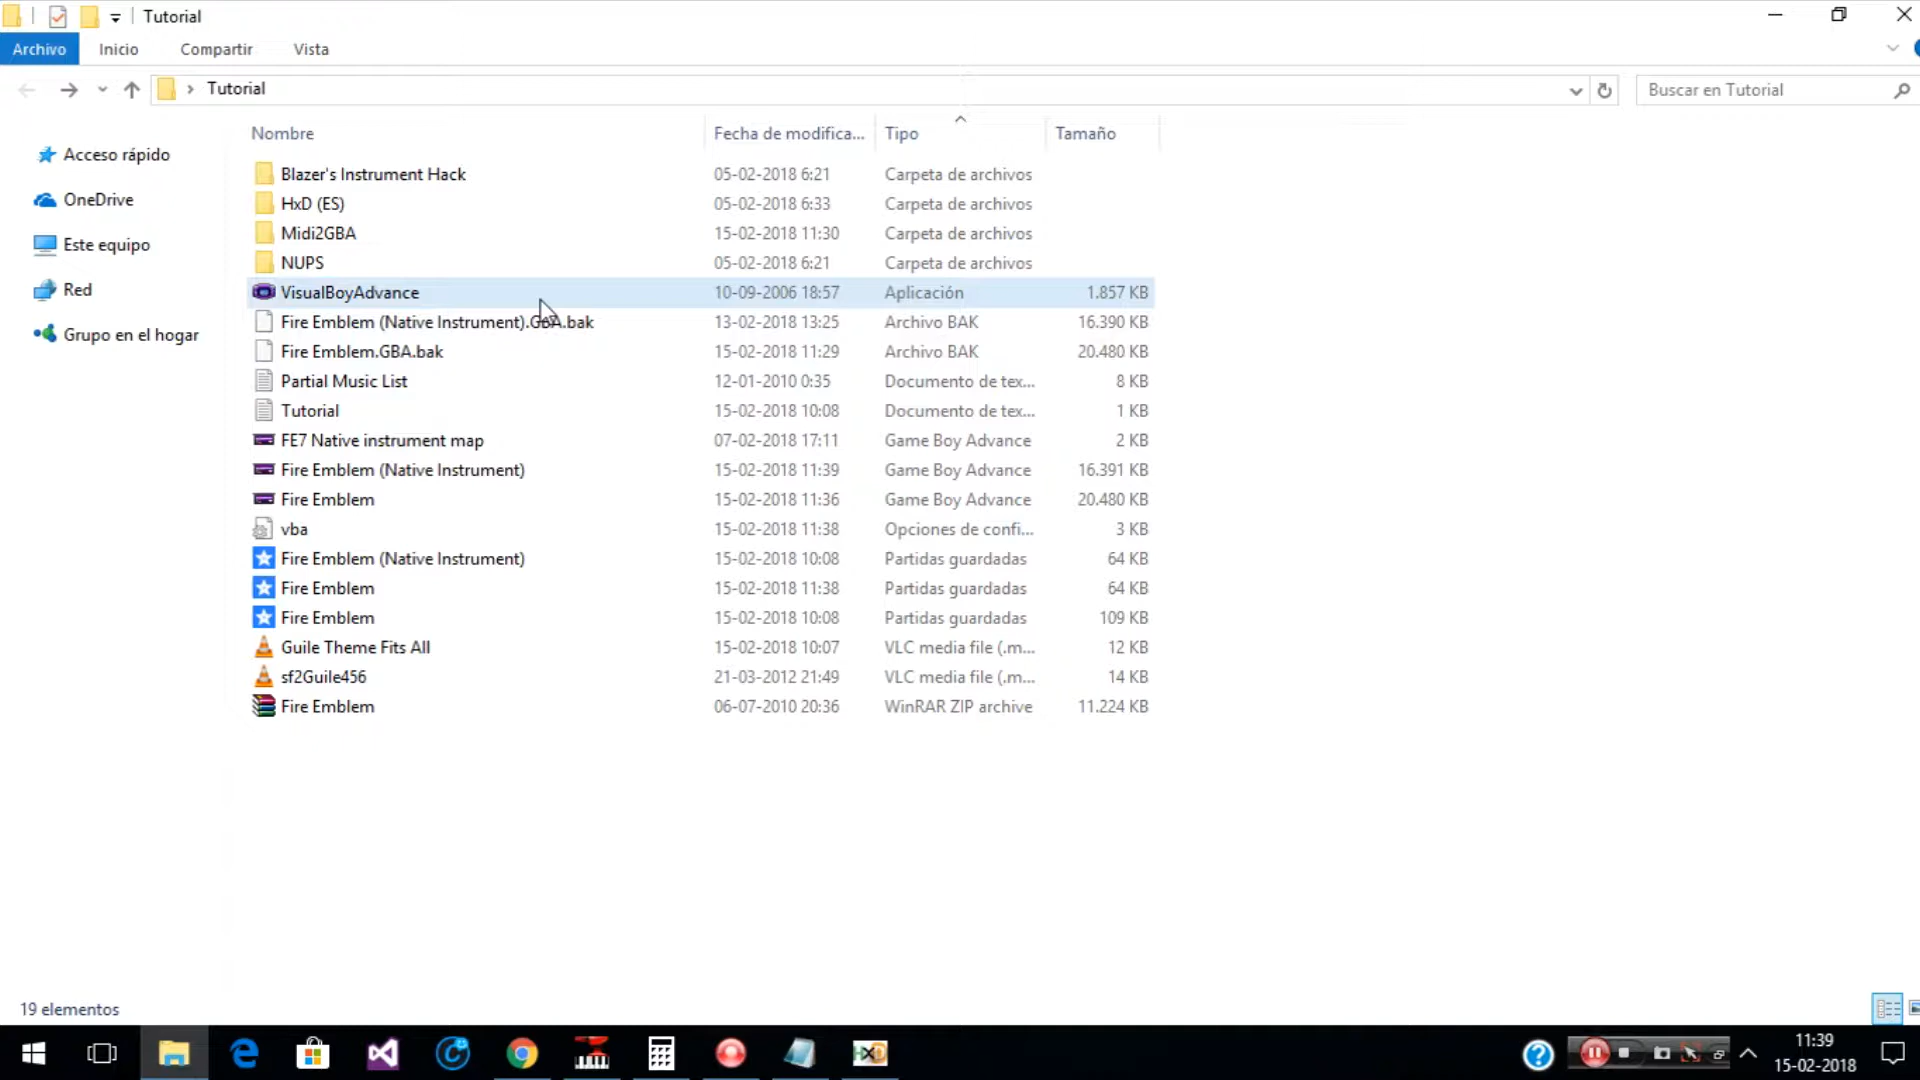 Tutorial
Archivo Inicio Compartir Vista
Tutorial Buscar en Tutorial
Nombre Fecha de modifica... Tipo Tamaño
Acceso rápido
OneDrive
Este equipo
Red
Grupo en el hogar
Blazer's Instrument Hack 05-02-2018 6:21 Carpeta de archivos
HxD (ES) 05-02-2018 6:33 Carpeta de archivos
Midi2GBA 15-02-2018 11:30 Carpeta de archivos
NUPS 05-02-2018 6:21 Carpeta de archivos
VisualBoyAdvance 10-09-2006 18:57 Aplicación 1.857 KB
Fire Emblem (Native Instrument).GBA.bak 13-02-2018 13:25 Archivo BAK 16.390 KB
Fire Emblem.GBA.bak 15-02-2018 11:29 Archivo BAK 20.480 KB
Partial Music List 12-01-2010 0:35 Documento de tex... 8 KB
Tutorial 15-02-2018 10:08 Documento de tex... 1 KB
FE7 Native instrument map 07-02-2018 17:11 Game Boy Advance 2 KB
Fire Emblem (Native Instrument) 15-02-2018 11:39 Game Boy Advance 16.391 KB
Fire Emblem 15-02-2018 11:36 Game Boy Advance 20.480 KB
vba 15-02-2018 11:38 Opciones de confi... 3 KB
Fire Emblem (Native Instrument) 15-02-2018 10:08 Partidas guardadas 64 KB
Fire Emblem 15-02-2018 11:38 Partidas guardadas 64 KB
Fire Emblem 15-02-2018 10:08 Partidas guardadas 109 KB
Guile Theme Fits All 15-02-2018 10:07 VLC media file (.m... 12 KB
sf2Guile456 21-03-2012 21:49 VLC media file (.m... 14 KB
Fire Emblem 06-07-2010 20:36 WinRAR ZIP archive 11.224 KB
19 elementos
11:39
15-02-2018